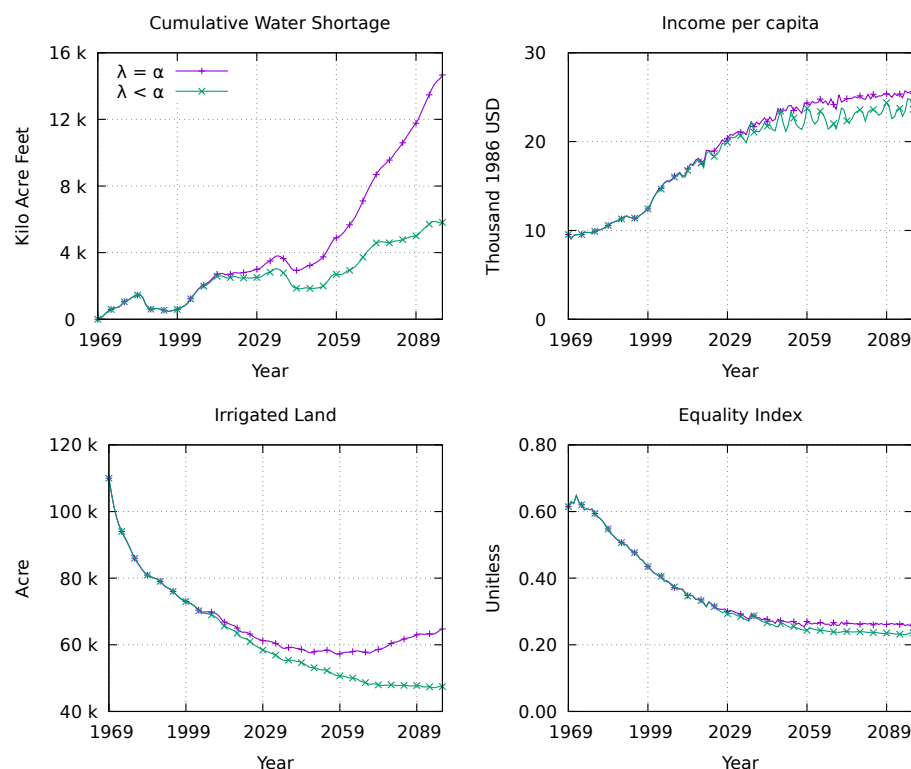 Cumulative Water Shortage
16 k
12 k
8 k
4 k
0
Kilo Acre Feet
λ = α
λ < α
1969 1999 2029 2059 2089
Year
Income per capita
30
20
10
0
Thousand 1986 USD
1969 1999 2029 2059 2089
Year
Irrigated Land
120 k
100 k
80 k
60 k
40 k
Acre
1969 1999 2029 2059 2089
Year
Equality Index
0.80
0.60
0.40
0.20
0.00
Unitless
1969 1999 2029 2059 2089
Year